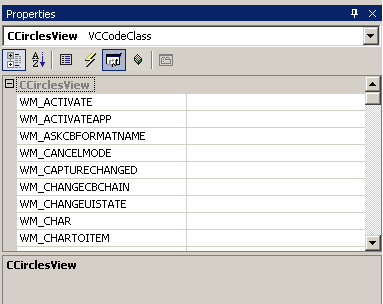 Properties
CCirclesView VCCodeClass
CCirclesView
WM_ACTIVATE
WM_ACTIVATEAPP
WM_ASKCBFORMATNAME
WM_CANCELMODE
WM_CAPTURECHANGED
WM_CHANGECBCHAIN
WM_CHANGEUISTATE
WM_CHAR
WM_CHARTOITEM
CCirclesView